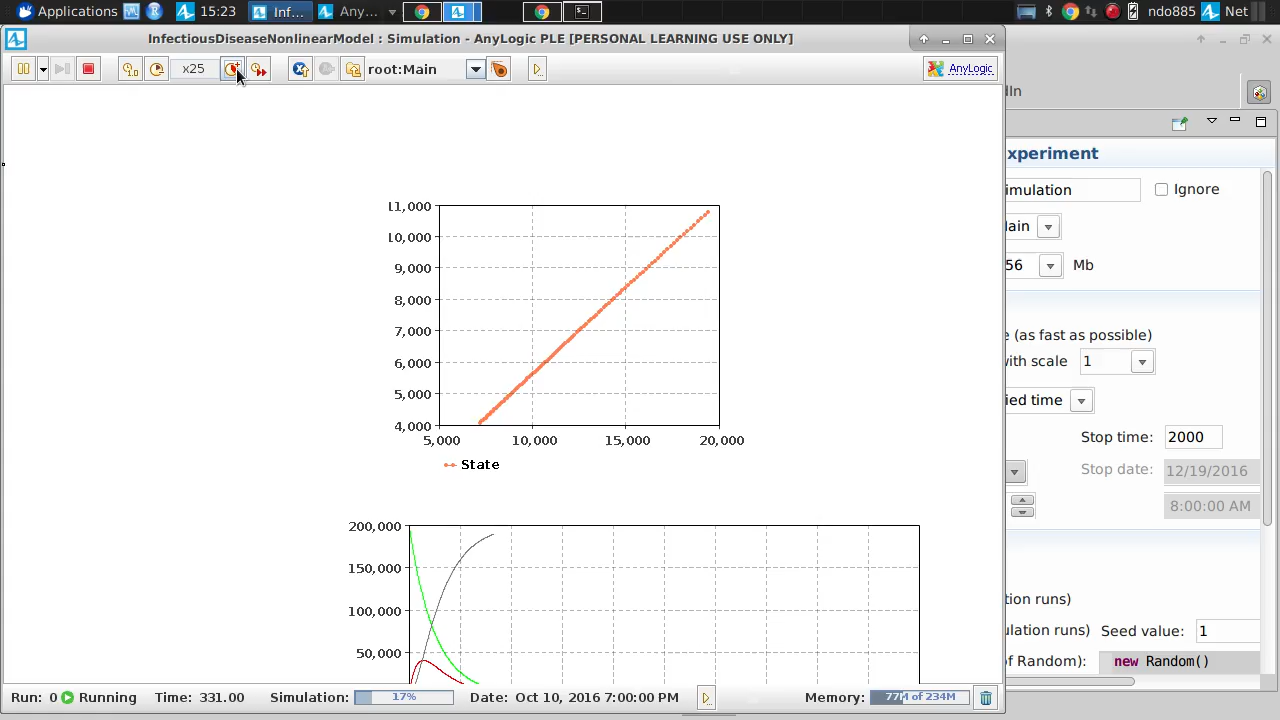 Applications 15:23 Inf... Any... ndo885 Net
InfectiousDiseaseNonlinearModel : Simulation - AnyLogic PLE [PERSONAL LEARNING USE ONLY]
x25 root:Main AnyLogic
xperiment
imulation Ignore
56 Mb
e (as fast as possible)
1
ied time
Stop time: 2000
Stop date: 12/19/2016
8:00:00 AM
tion runs)
ulation runs) Seed value: 1
of Random): new Random()
11,000
10,000
9,000
8,000
7,000
6,000
5,000
4,000
5,000 10,000 15,000 20,000
State
200,000
150,000
100,000
50,000
Run: 0 Running Time: 331.00 Simulation: 17% Date: Oct 10, 2016 7:00:00 PM Memory: 77M of 234M